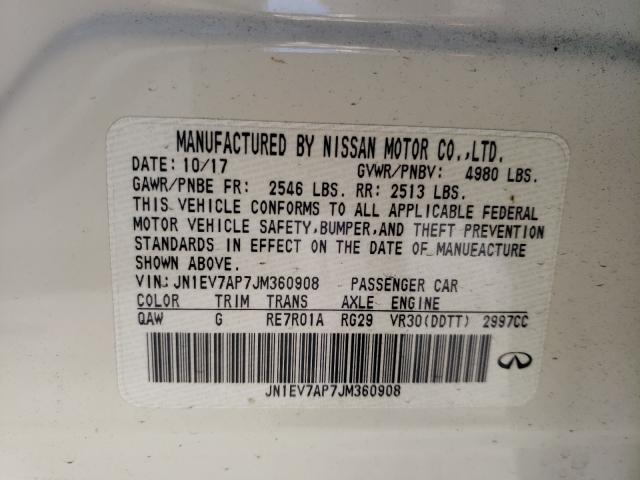 MANUFACTURED BY NISSAN MOTOR CO.,LTD.
DATE: 10/17 GVWR/PNBV: 4980 LBS.
GAWR/PNBE FR: 2546 LBS. RR: 2513 LBS.
THIS VEHICLE CONFORMS TO ALL APPLICABLE FEDERAL
MOTOR VEHICLE SAFETY,BUMPER,AND THEFT PREVENTION
STANDARDS IN EFFECT ON THE DATE OF MANUFACTURE
SHOWN ABOVE.
VIN:JN1EV7AP7JM360908 PASSENGER CAR
COLOR TRIM TRANS AXLE ENGINE
QAW G RE7R01A RG29 VR30(DDTT) 2997CC
JN1EV7AP7JM360908